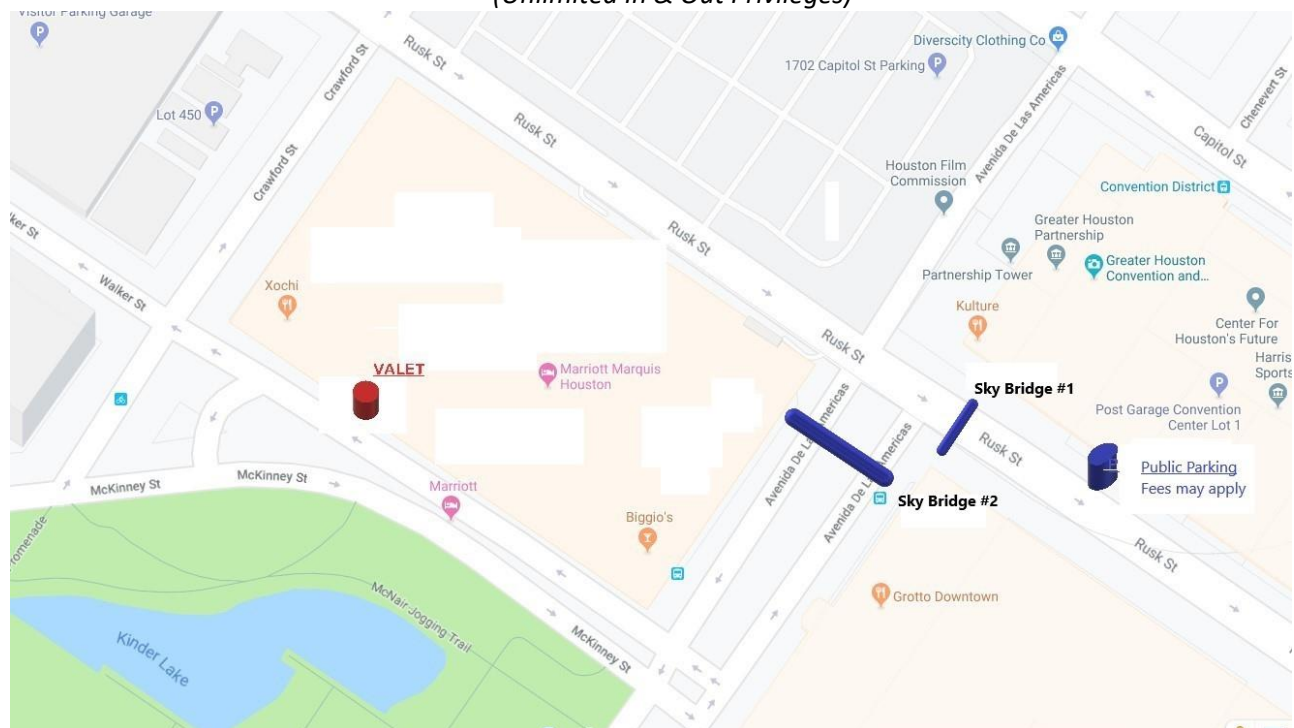 (Unlimited In & Out Privileges)
Visitor Parking Garage
Rusk St
Crawford St
Diverscity Clothing Co
1702 Capitol St Parking
Lot 450
Rusk St
Avenida De Las Americas
Chenevert St
Capitol St
Crawford St
Houston Film
Commission
Convention District
Greater Houston
Partnership
Rusk St
Partnership Tower
Greater Houston
Convention and...
Walker St
Xochi
Kulture
Center For
Houston's Future
Rusk St
Harris
Sports
VALET
Marriott Marquis
Houston
Sky Bridge #1
Post Garage Convention
Center Lot 1
Avenida De Las Americas
Avenida De Las Americas
Rusk St
Public Parking
Fees may apply
McKinney St
McKinney St
Marriott
Sky Bridge #2
Biggio's
Rusk St
Grotto Downtown
McNair Jogging Trail
McKinney St
Kinder Lake